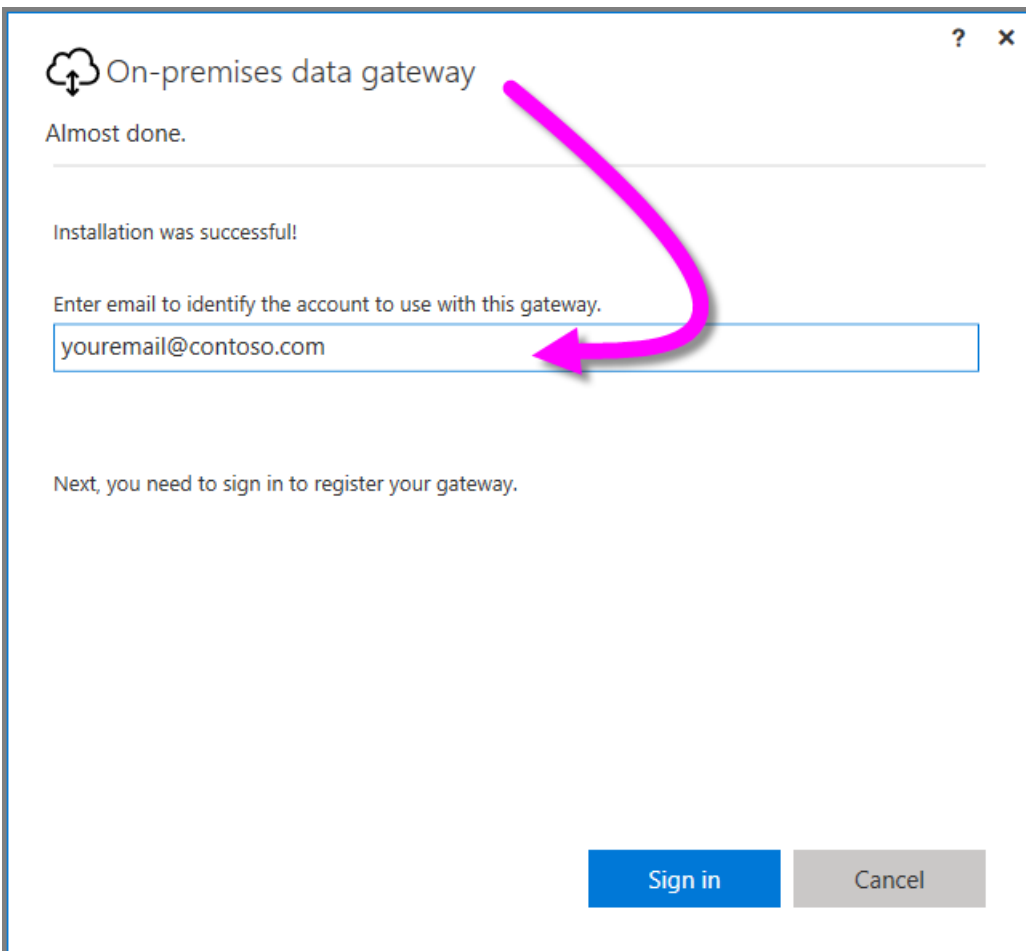 ? ×
On-premises data gateway
Almost done.
Installation was successful!
Enter email to identify the account to use with this gateway.
youremail@contoso.com
Next, you need to sign in to register your gateway.
Sign in Cancel